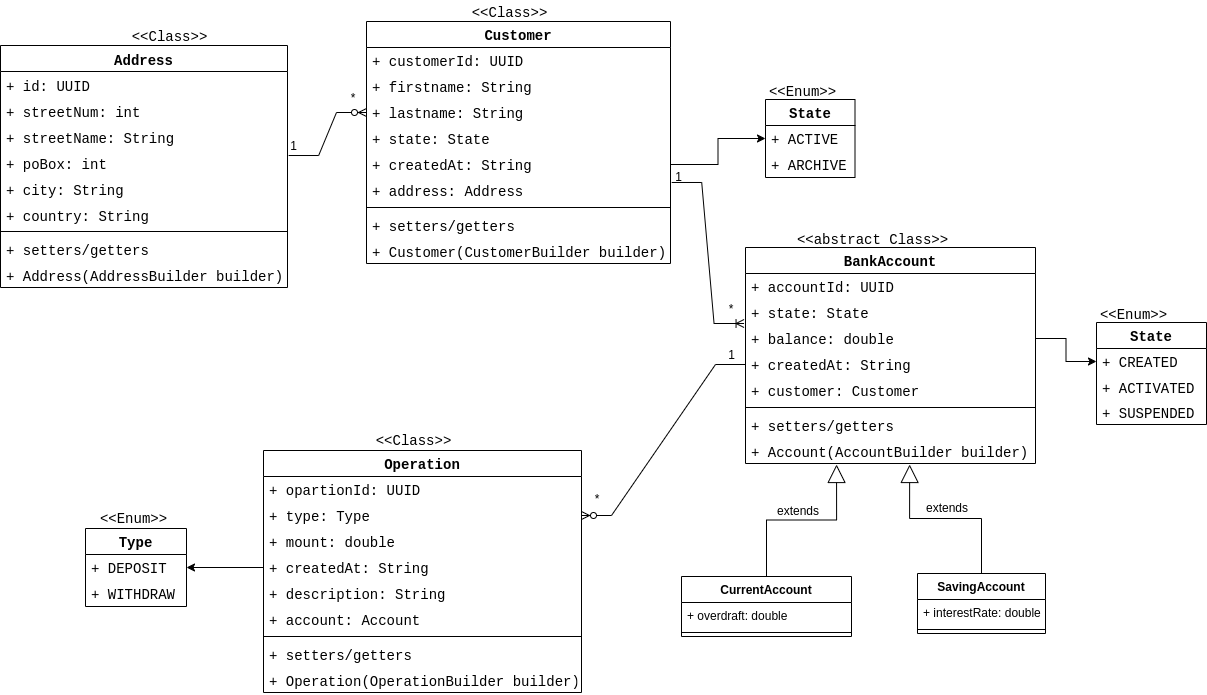 <<Class>>
Address
+ id: UUID
+ streetNum: int
+ streetName: String
+ poBox: int
+ city: String
+ country: String
+ setters/getters
+ Address(AddressBuilder builder)
1
*
<<Class>>
Customer
+ customerId: UUID
+ firstname: String
+ lastname: String
+ state: State
+ createdAt: String
+ address: Address
+ setters/getters
+ Customer(CustomerBuilder builder)
<<Enum>>
State
+ ACTIVE
+ ARCHIVE
1
*
<<abstract Class>>
BankAccount
+ accountId: UUID
+ state: State
+ balance: double
+ createdAt: String
+ customer: Customer
+ setters/getters
+ Account(AccountBuilder builder)
<<Enum>>
State
+ CREATED
+ ACTIVATED
+ SUSPENDED
1
*
<<Class>>
Operation
+ opartionId: UUID
+ type: Type
+ mount: double
+ createdAt: String
+ description: String
+ account: Account
+ setters/getters
+ Operation(OperationBuilder builder)
<<Enum>>
Type
+ DEPOSIT
+ WITHDRAW
extends
extends
CurrentAccount
+ overdraft: double
SavingAccount
+ interestRate: double